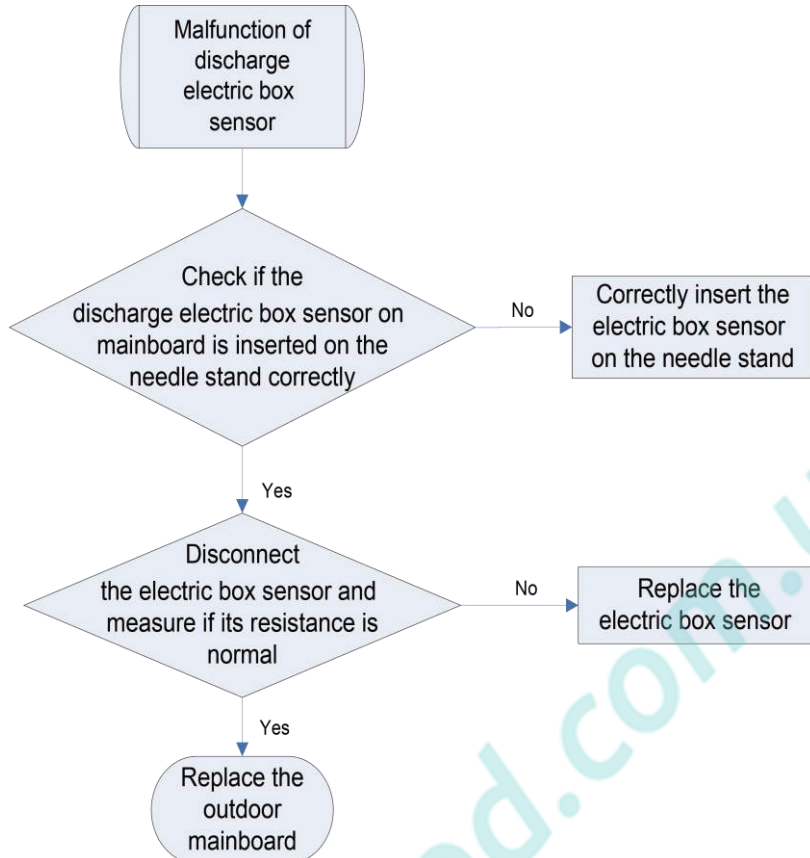 Malfunction of
discharge
electric box
sensor
Check if the
discharge electric box sensor on
mainboard is inserted on the
needle stand correctly
No
Correctly insert the
electric box sensor
on the needle stand
Yes
Disconnect
the electric box sensor and
measure if its resistance is
normal
No
Replace the
electric box sensor
Yes
Replace the
outdoor
mainboard